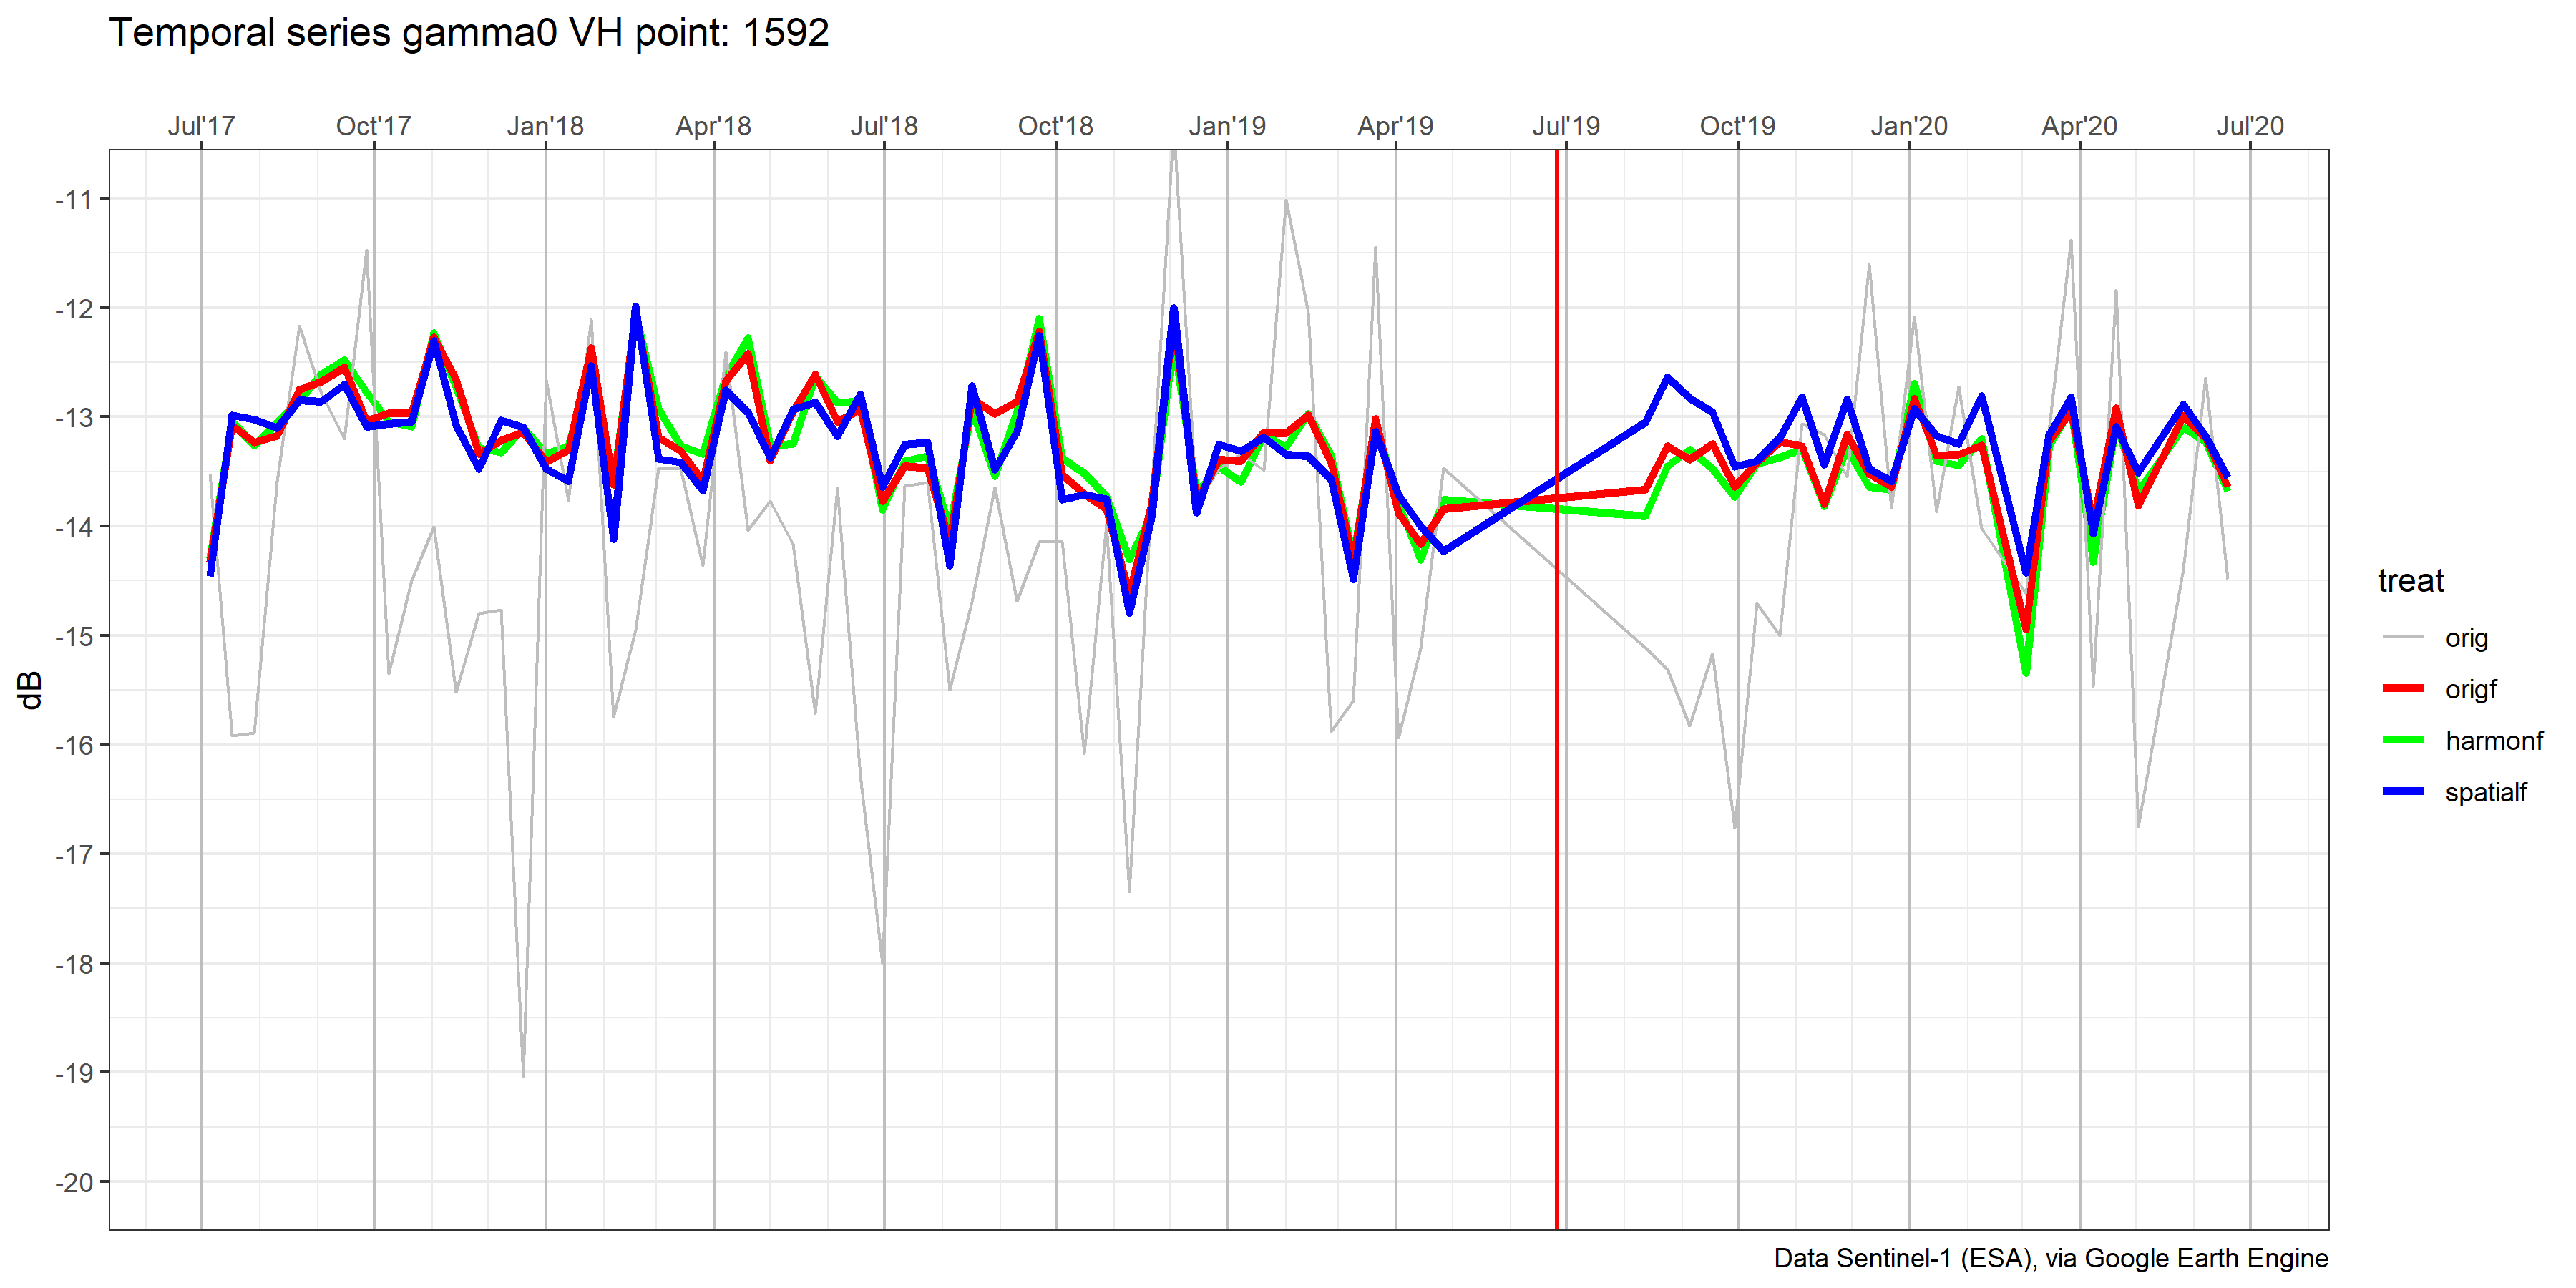 Temporal series gamma0 VH point: 1592
Jul'17 Oct'17 Jan'18 Apr'18 Jul'18 Oct'18 Jan'19 Apr'19 Jul'19 Oct'19 Jan'20 Apr'20 Jul'20
-11
-12
-13
-14
-15
-16
-17
-18
-19
-20
dB
treat
orig
origf
harmonf
spatialf
Data Sentinel-1 (ESA), via Google Earth Engine